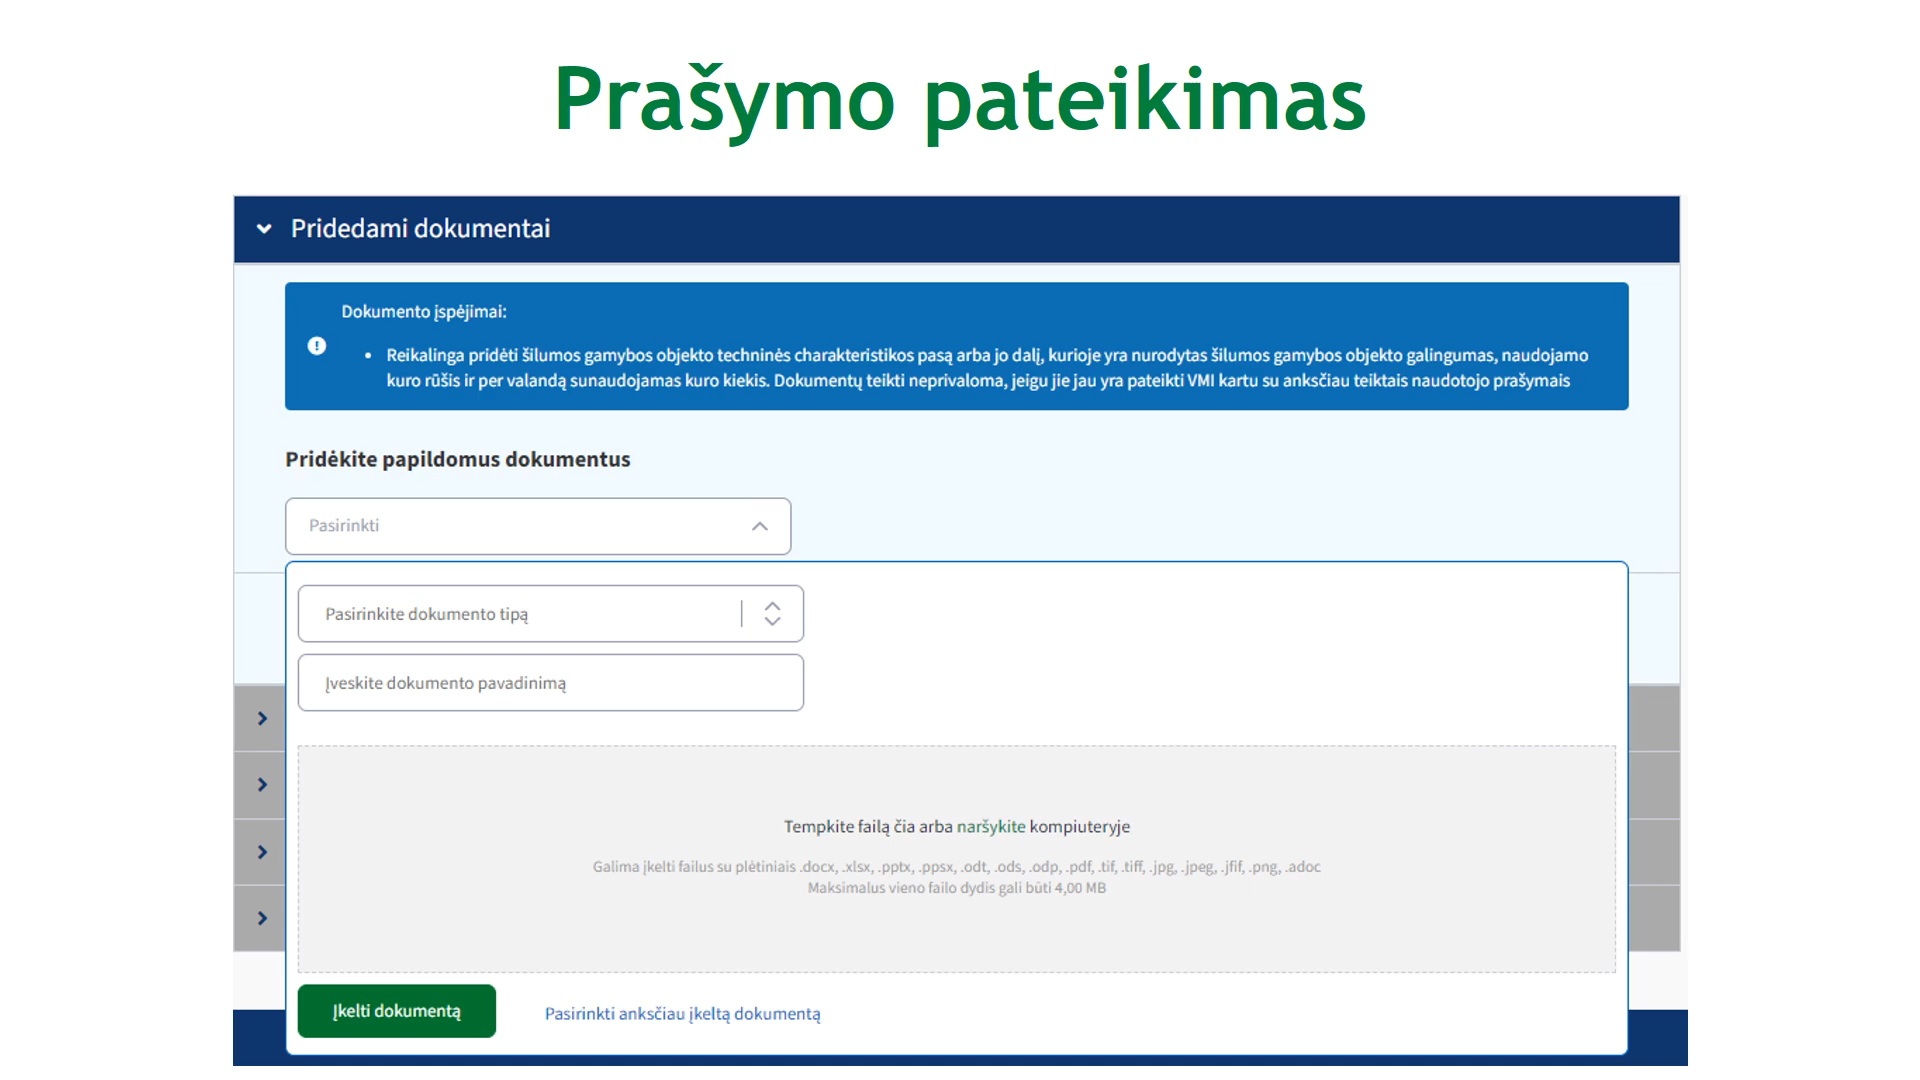 Prašymo pateikimas
Pridedami dokumentai
Dokumento įspėjimai:
• Reikalinga pridėti šilumos gamybos objekto techninės charakteristikos pasą arba jo dalį, kurioje yra nurodytas šilumos gamybos objekto galingumas, naudojamo
kuro rūšis ir per valandą sunaudojamas kuro kiekis. Dokumentų teikti neprivaloma, jeigu jie jau yra pateikti VMI kartu su anksčiau teiktais naudotojo prašymais
Pridėkite papildomus dokumentus
Pasirinkti
Pasirinkite dokumento tipą
Įveskite dokumento pavadinimą
Tempkite failą čia arba naršykite kompiuteryje
Galima įkelti failus su plėtiniais .docx, .xlsx, .pptx, .ppsx, .odt, .ods, .odp, .pdf, .tif, .tiff, .jpg, .jpeg, .jfif, .png, .adoc
Maksimalus vieno failo dydis gali būti 4,00 MB
Įkelti dokumentą
Pasirinkti anksčiau įkeltą dokumentą